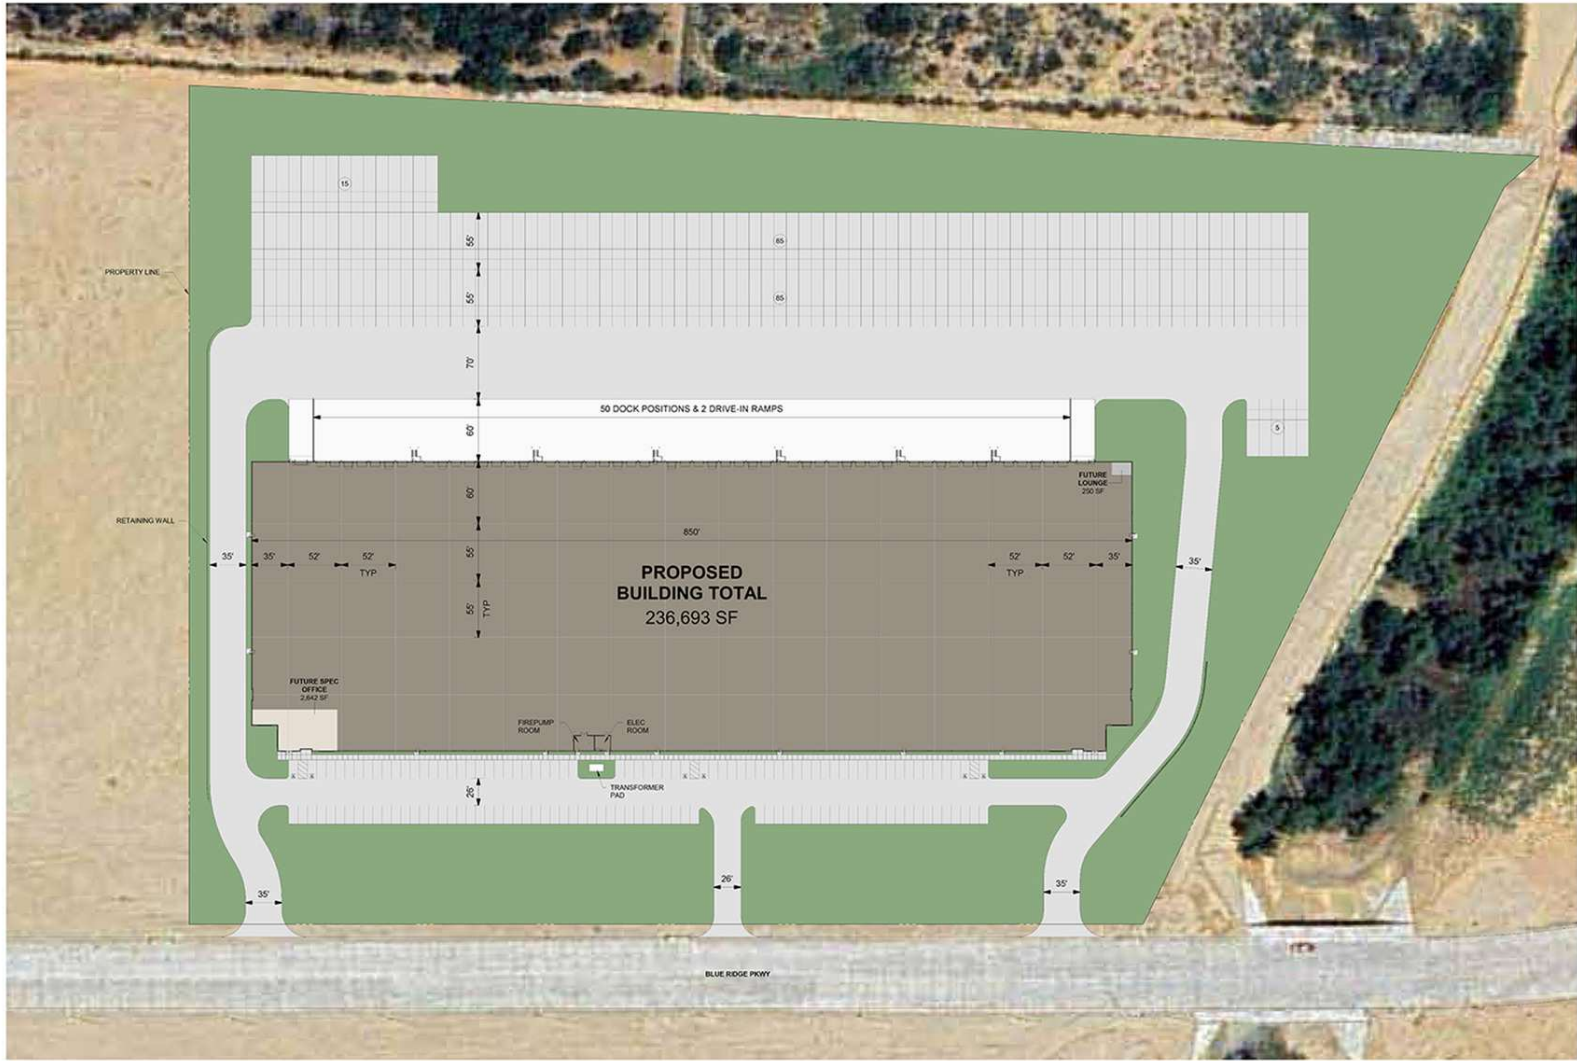 15
55'
65
PROPERTY LINE
55'
65
70'
50 DOCK POSITIONS & 2 DRIVE-IN RAMPS
60'
5
FUTURE
LOUNGE
250 SF
60'
RETAINING WALL
850'
35'
35'
52'
52'
TYP
55'
52'
TYP
52'
35'
35'
PROPOSED
BUILDING TOTAL
236,693 SF
55'
TYP
FUTURE SPEC
OFFICE
2,642 SF
FIREPUMP
ROOM
ELEC
ROOM
26'
TRANSFORMER
PAD
35'
26'
35'
BLUE RIDGE PKWY